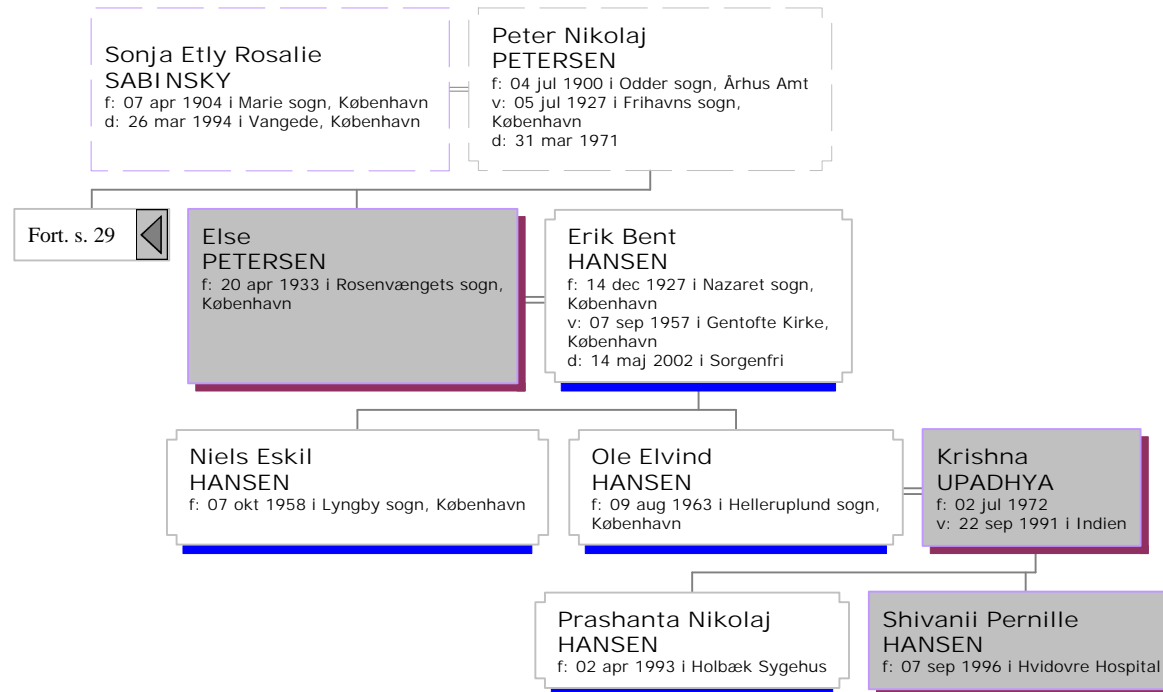 Sonja Etly Rosalie
SABINSKY
f: 07 apr 1904 i Marie sogn, København
d: 26 mar 1994 i Vangede, København
Peter Nikolaj
PETERSEN
f: 04 jul 1900 i Odder sogn, Århus Amt
v: 05 jul 1927 i Frihavns sogn,
København
d: 31 mar 1971
Fort. s. 29
Else
PETERSEN
f: 20 apr 1933 i Rosenvængets sogn,
København
Erik Bent
HANSEN
f: 14 dec 1927 i Nazaret sogn,
København
v: 07 sep 1957 i Gentofte Kirke,
København
d: 14 maj 2002 i Sorgenfri
Niels Eskil
HANSEN
f: 07 okt 1958 i Lyngby sogn, København
Ole Elvind
HANSEN
f: 09 aug 1963 i Helleruplund sogn,
København
Krishna
UPADHYA
f: 02 jul 1972
v: 22 sep 1991 i Indien
Prashanta Nikolaj
HANSEN
f: 02 apr 1993 i Holbæk Sygehus
Shivanii Pernille
HANSEN
f: 07 sep 1996 i Hvidovre Hospital